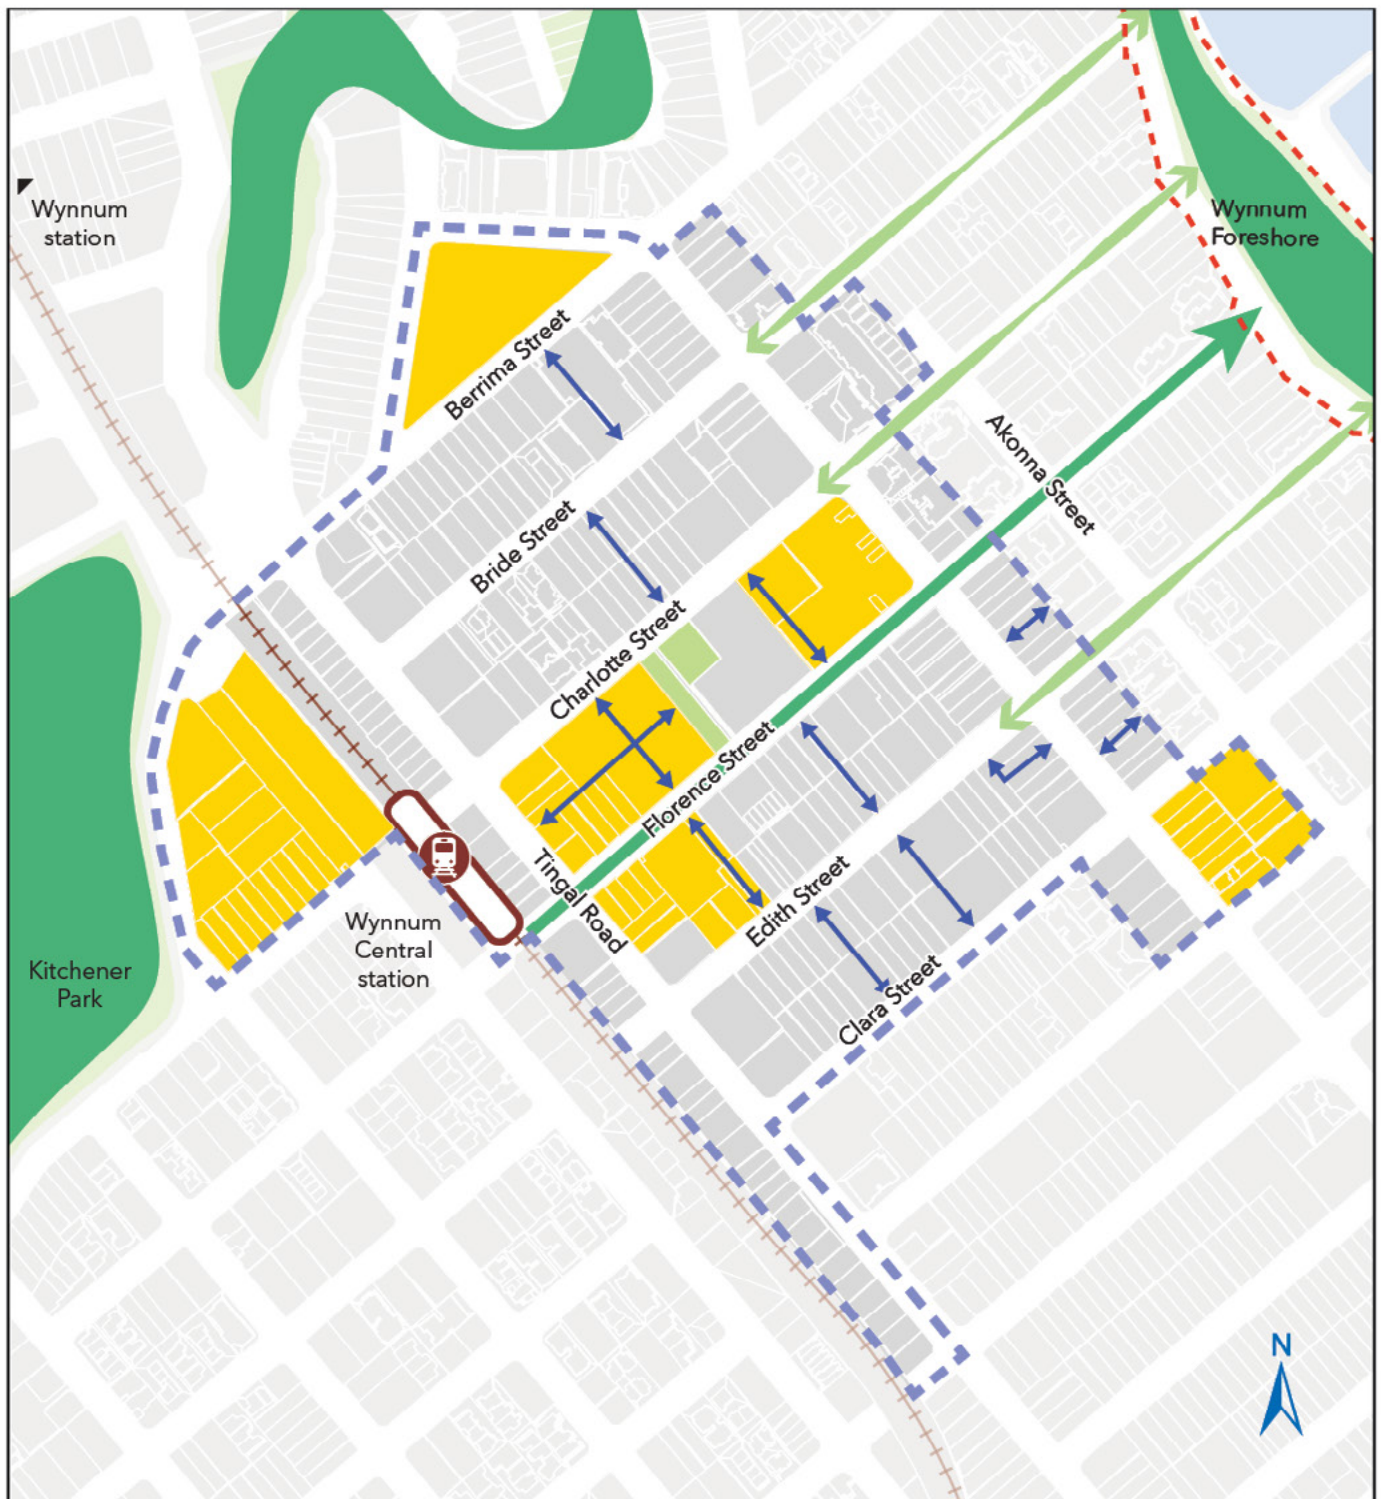 Wynnum
station
Wynnum
Foreshore
Berrima Street
Akonna Street
Bride Street
Charlotte Street
Florence Street
Tingal Road
Edith Street
Wynnum
Central
station
Kitchener
Park
Clara Street
N